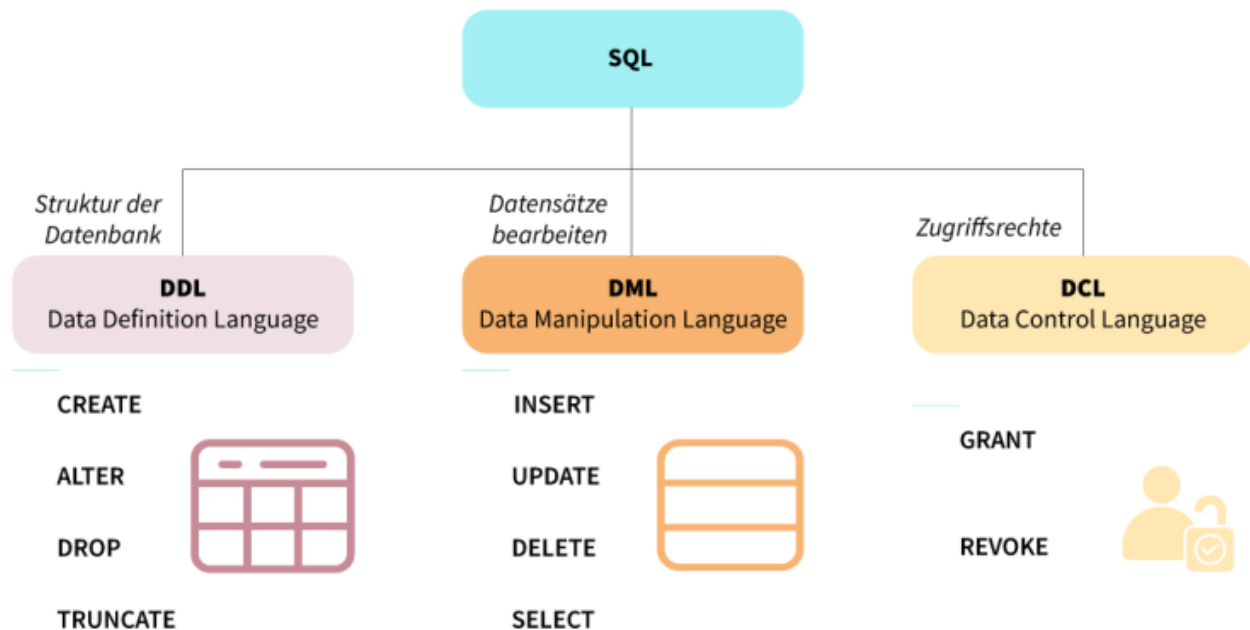 SQL
Struktur der
Datenbank
Datensätze
bearbeiten
Zugriffsrechte
DDL
Data Definition Language
DML
Data Manipulation Language
DCL
Data Control Language
CREATE
ALTER
DROP
TRUNCATE
INSERT
UPDATE
DELETE
SELECT
GRANT
REVOKE